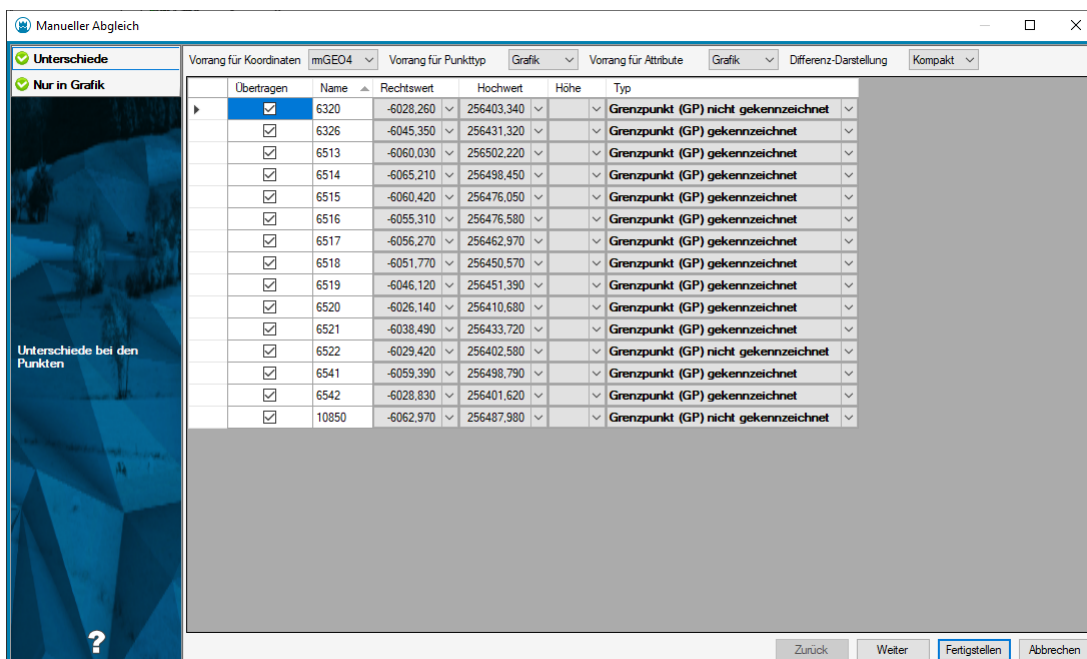 Manueller Abgleich
Unterschiede
Nur in Grafik
Unterschiede bei den
Punkten
?
Vorrang für Koordinaten rmGEO4 Vorrang für Punkttyp Grafik Vorrang für Attribute Grafik Differenz-Darstellung Kompakt
Übertragen Name Rechtswert Hochwert Höhe Typ
6320 -6028,260 256403,340 Grenzpunkt (GP) nicht gekennzeichnet
6326 -6045,350 256431,320 Grenzpunkt (GP) gekennzeichnet
6513 -6060,030 256502,220 Grenzpunkt (GP) gekennzeichnet
6514 -6065,210 256498,450 Grenzpunkt (GP) gekennzeichnet
6515 -6060,420 256476,050 Grenzpunkt (GP) gekennzeichnet
6516 -6055,310 256476,580 Grenzpunkt (GP) gekennzeichnet
6517 -6056,270 256462,970 Grenzpunkt (GP) gekennzeichnet
6518 -6051,770 256450,570 Grenzpunkt (GP) gekennzeichnet
6519 -6046,120 256451,390 Grenzpunkt (GP) gekennzeichnet
6520 -6026,140 256410,680 Grenzpunkt (GP) gekennzeichnet
6521 -6038,490 256433,720 Grenzpunkt (GP) gekennzeichnet
6522 -6029,420 256402,580 Grenzpunkt (GP) nicht gekennzeichnet
6541 -6059,390 256498,790 Grenzpunkt (GP) gekennzeichnet
6542 -6028,830 256401,620 Grenzpunkt (GP) gekennzeichnet
10850 -6062,970 256487,980 Grenzpunkt (GP) nicht gekennzeichnet
Zurück Weiter Fertigstellen Abbrechen